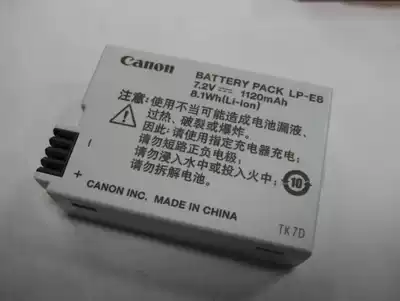 Canon
BATTERY PACK LP-E8
7.2V⎓ 1120mAh
8.1Wh(Li-ion)
注意:使用不当可能造成电池漏液、
过热、破裂或爆炸。
因此:请使用指定充电器充电;
请勿短路正负电极;
请勿浸入水中或投入火中;
请勿拆解电池。
－
＋
10
CANON INC. MADE IN CHINA
TK7D